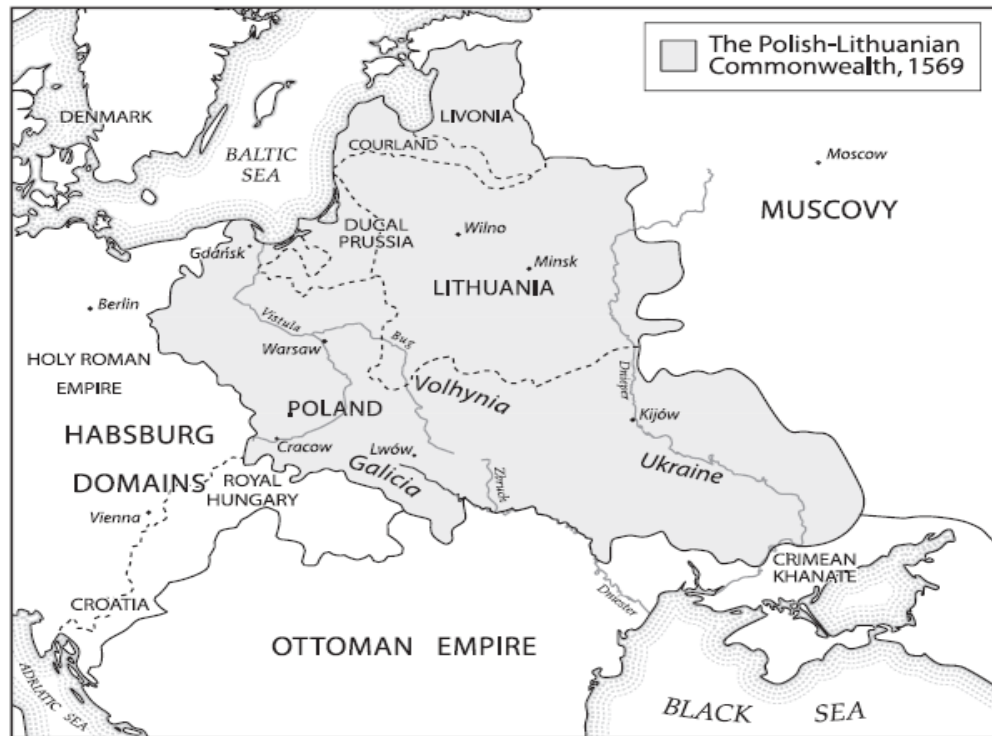 The Polish-Lithuanian
Commonwealth, 1569
DENMARK
BALTIC
SEA
LIVONIA
COURLAND
Moscow
MUSCOVY
DUCAL
PRUSSIA
Wilno
Gdańsk
Minsk
LITHUANIA
Berlin
Vistula
Bug
Warsaw
HOLY ROMAN
EMPIRE
Dnieper
Volhynia
POLAND
Kijów
HABSBURG
DOMAINS
Cracow
Lwów
Galicia
Ukraine
ROYAL
HUNGARY
Zbruch
Vienna
CRIMEAN
KHANATE
Dniester
CROATIA
OTTOMAN EMPIRE
ADRIATIC SEA
BLACK SEA